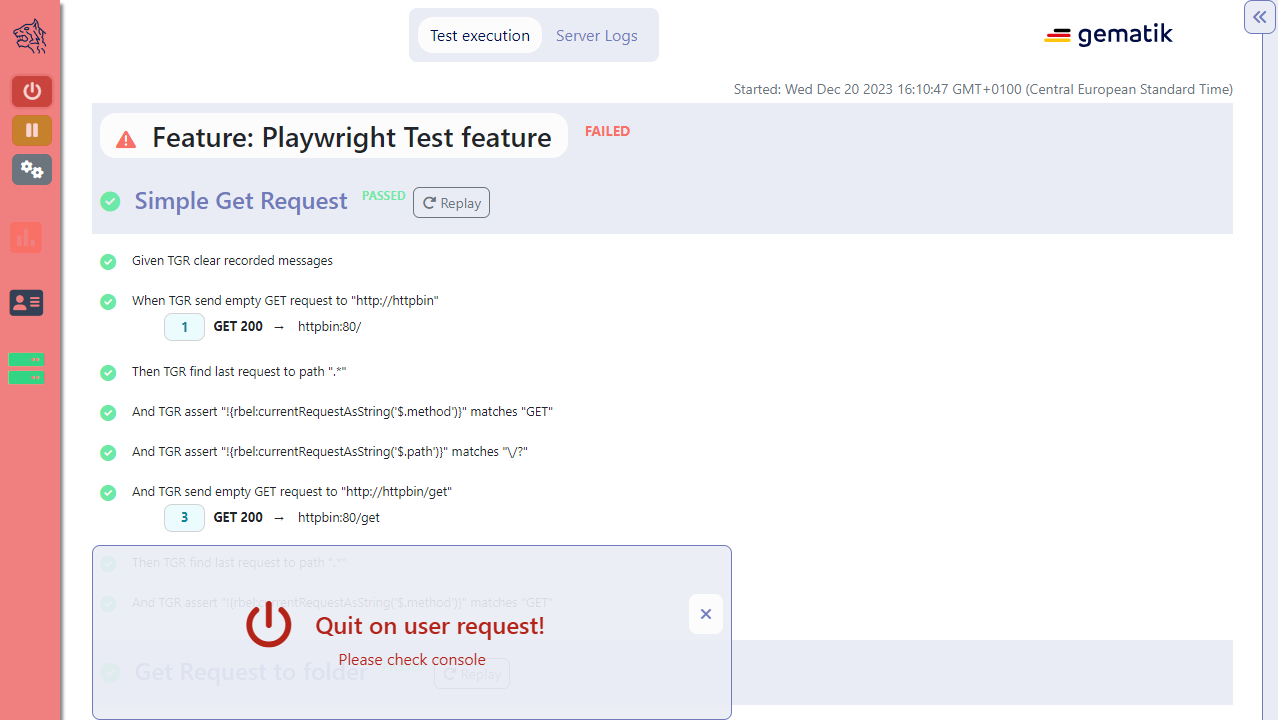 Test execution
Server Logs
gematik
Started: Wed Dec 20 2023 16:10:47 GMT+0100 (Central European Standard Time)
Feature: Playwright Test feature
FAILED
Simple Get Request
PASSED
Replay
Given TGR clear recorded messages
When TGR send empty GET request to "http://httpbin"
1 GET 200 → httpbin:80/
Then TGR find last request to path ".*"
And TGR assert "!{rbel:currentRequestAsString('$.method')}" matches "GET"
And TGR assert "!{rbel:currentRequestAsString('$.path')}" matches "\/?"
And TGR send empty GET request to "http://httpbin/get"
3 GET 200 → httpbin:80/get
Then TGR find last request to path ".*"
And TGR assert "!{rbel:currentRequestAsString('$.method')}" matches "GET"
Quit on user request!
Please check console
Get Request to folder
Replay